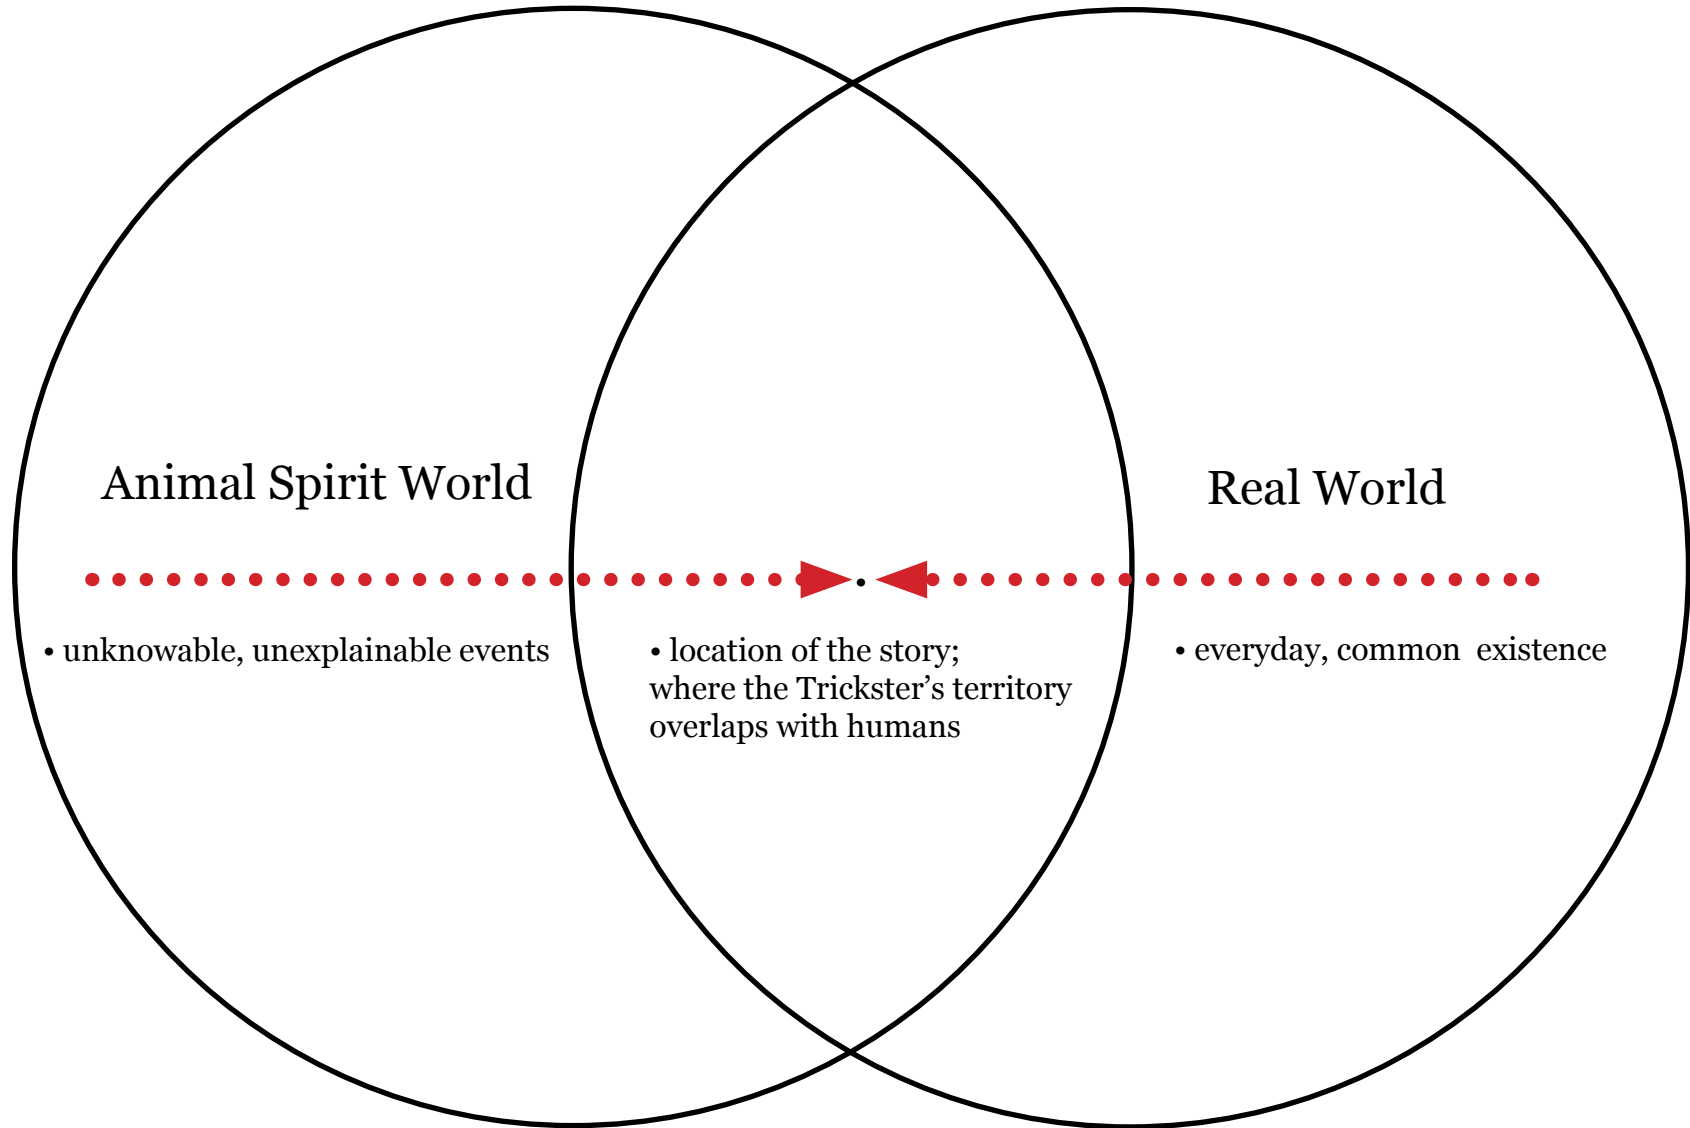 Animal Spirit World
Real World
• unknowable, unexplainable events
• location of the story;
where the Trickster’s territory
overlaps with humans
• everyday, common  existence